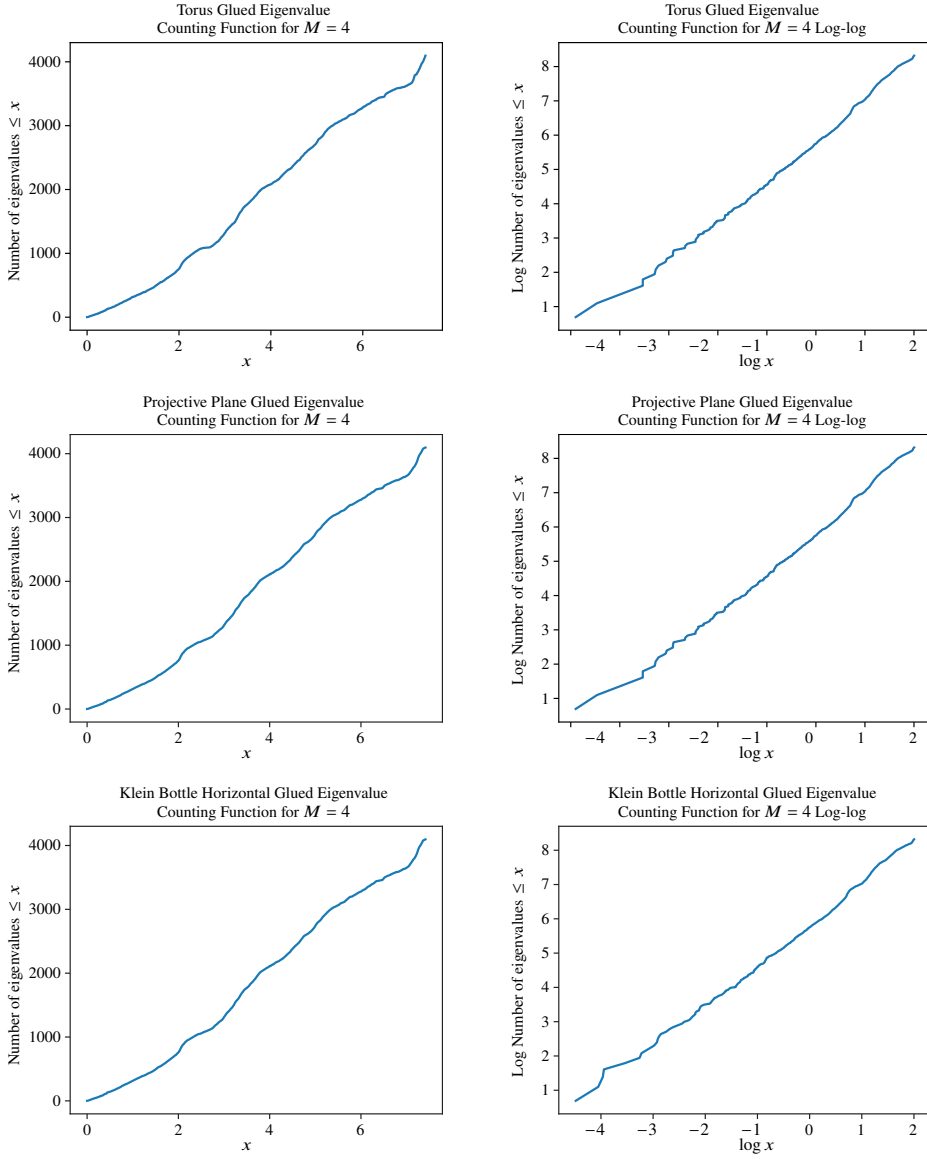 Torus Glued Eigenvalue
Counting Function for M = 4
Number of eigenvalues ≤ x
4000
3000
2000
1000
0
0 2 4 6
x
Torus Glued Eigenvalue
Counting Function for M = 4 Log-log
Log Number of eigenvalues ≤ x
8
7
6
5
4
3
2
1
−4 −3 −2 −1 −1 0 1 2
log x
Projective Plane Glued Eigenvalue
Counting Function for M = 4
Number of eigenvalues ≤ x
4000
3000
2000
1000
0
0 2 4 6
x
Projective Plane Glued Eigenvalue
Counting Function for M = 4 Log-log
Log Number of eigenvalues ≤ x
8
7
6
5
4
3
2
1
−4 −3 −2 −1 −1 0 1 2
log x
Klein Bottle Horizontal Glued Eigenvalue
Counting Function for M = 4
Number of eigenvalues ≤ x
4000
3000
2000
1000
0
0 2 4 6
x
Klein Bottle Horizontal Glued Eigenvalue
Counting Function for M = 4 Log-log
Log Number of eigenvalues ≤ x
8
7
6
5
4
3
2
1
−4 −3 −2 −1 0 1 2
log x